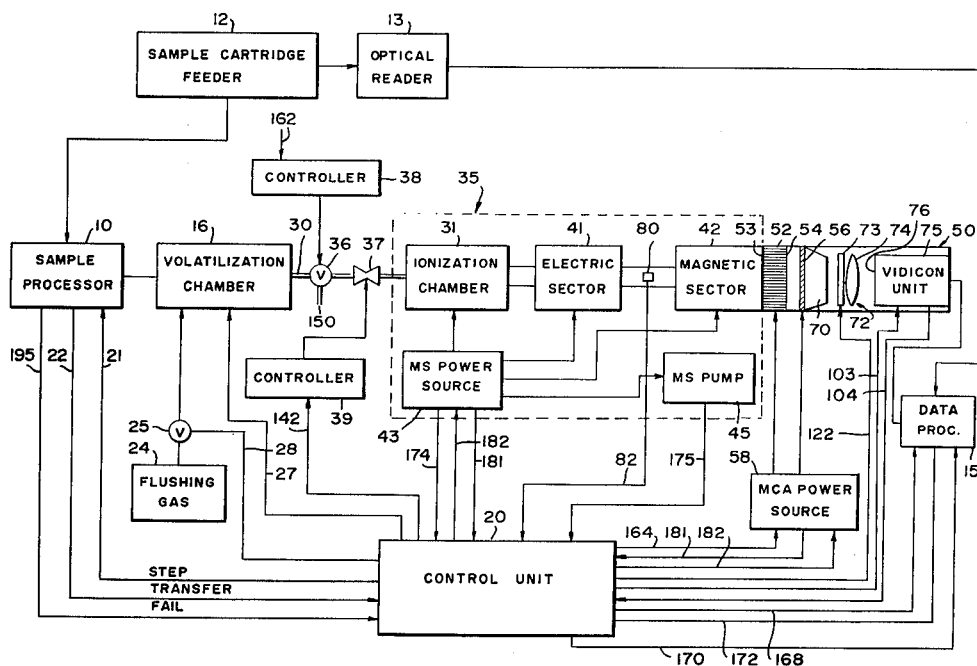 12
13
SAMPLE CARTRIDGE
FEEDER
OPTICAL
READER
162
CONTROLLER
38
35
10
16
30
36
37
31
41
80
42
53
52
54
56
73
74
76
75
50
SAMPLE
PROCESSOR
VOLATILIZATION
CHAMBER
V
IONIZATION
CHAMBER
ELECTRIC
SECTOR
MAGNETIC
SECTOR
VIDICON
UNIT
150
70
72
195
22
21
CONTROLLER
39
MS POWER
SOURCE
MS PUMP
103
104
25
V
142
43
45
122
DATA
PROC.
15
24
FLUSHING
GAS
28
27
174
182
181
82
175
58
MCA POWER
SOURCE
20
CONTROL UNIT
164
181
182
STEP
TRANSFER
FAIL
170
172
168